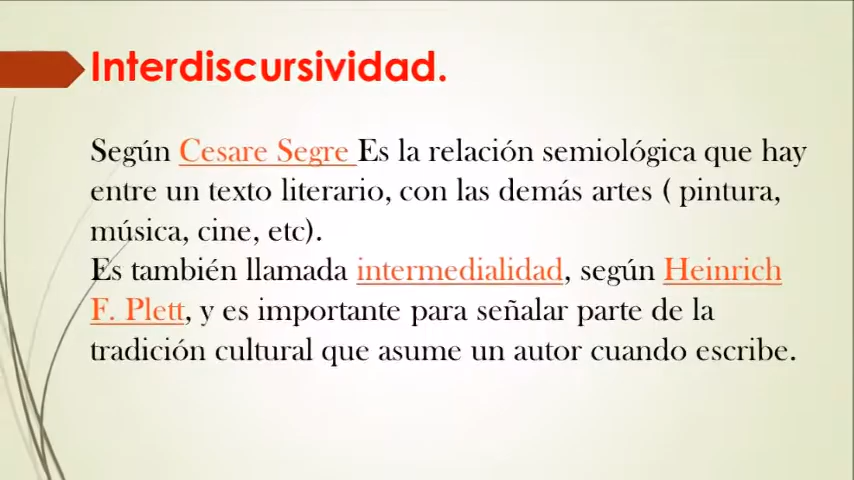 Interdiscursividad.
Según Cesare Segre Es la relación semiológica que hay
entre un texto literario, con las demás artes ( pintura,
música, cine, etc).
Es también llamada intermedialidad, según Heinrich
F. Plett, y es importante para señalar parte de la
tradición cultural que asume un autor cuando escribe.